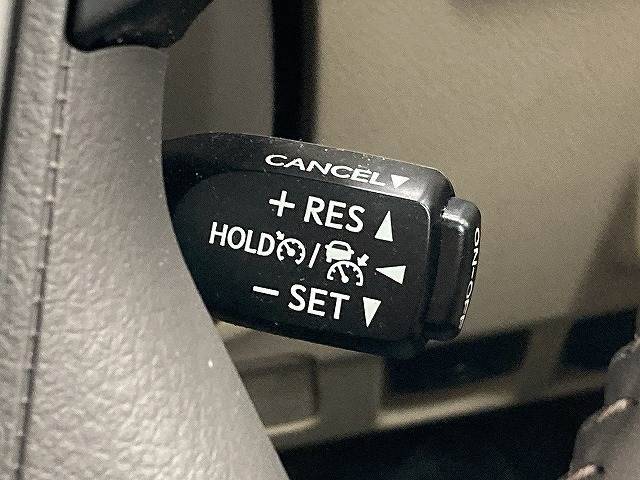 CANCEL▼
+ RES ▲
HOLD /
◀
− SET ▼
ON-OFF